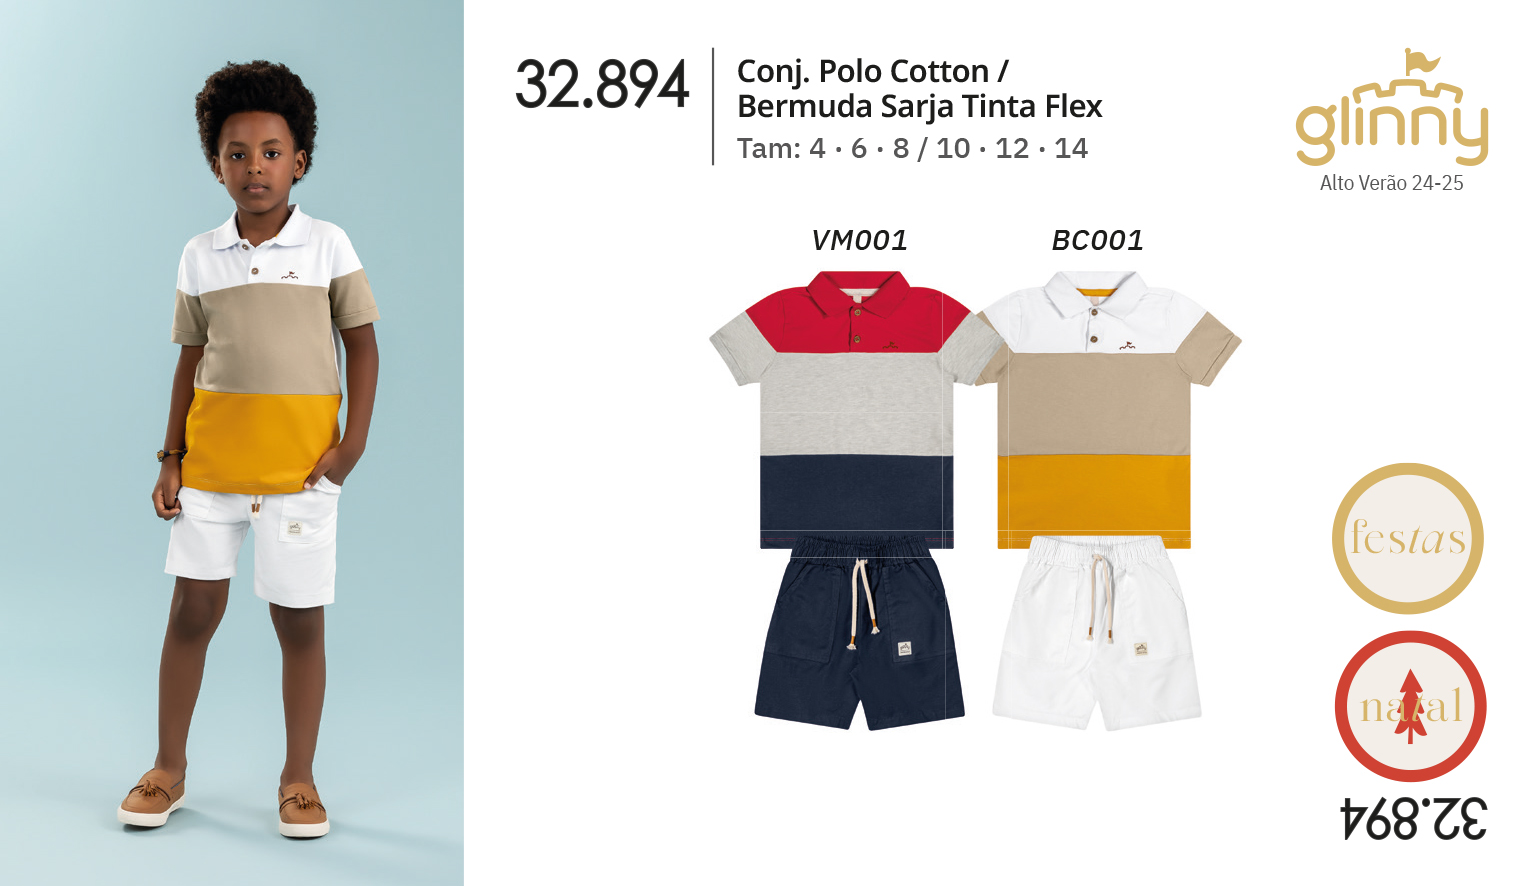 32.894
Conj. Polo Cotton /
Bermuda Sarja Tinta Flex
Tam: 4 · 6 · 8 / 10 · 12 · 14
glinny
Alto Verão 24-25
VM001
BC001
festas
natal
32.894